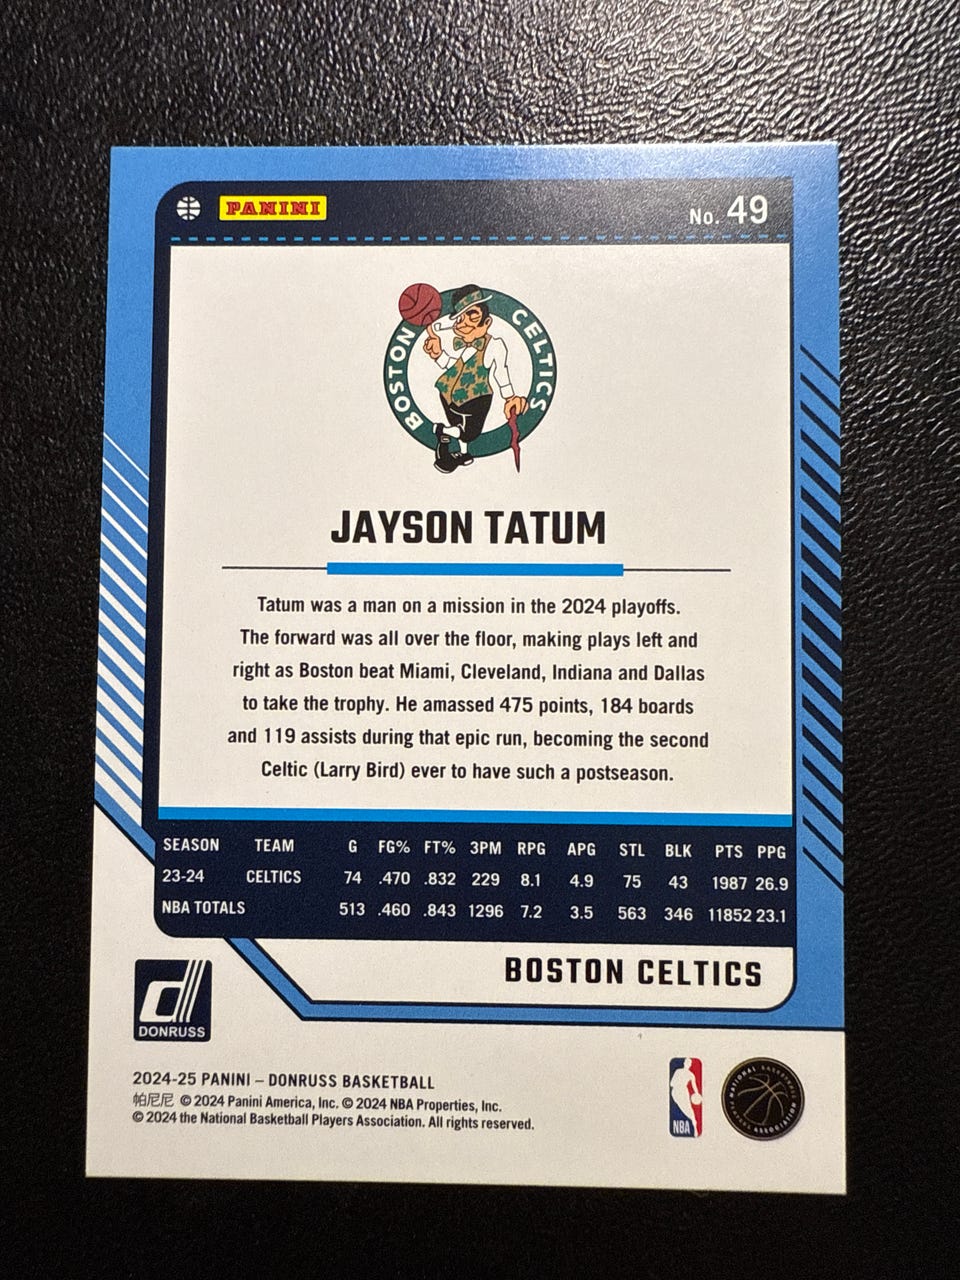 PANINI
No. 49
BOSTON CELTICS
JAYSON TATUM
Tatum was a man on a mission in the 2024 playoffs.
The forward was all over the floor, making plays left and
right as Boston beat Miami, Cleveland, Indiana and Dallas
to take the trophy. He amassed 475 points, 184 boards
and 119 assists during that epic run, becoming the second
Celtic (Larry Bird) ever to have such a postseason.
SEASON TEAM G FG% FT% 3PM RPG APG STL BLK PTS PPG
23-24 CELTICS 74 .470 .832 229 8.1 4.9 75 43 1987 26.9
NBA TOTALS 513 .460 .843 1296 7.2 3.5 563 346 11852 23.1
BOSTON CELTICS
d
DONRUSS
2024-25 PANINI – DONRUSS BASKETBALL
帕尼尼 © 2024 Panini America, Inc. © 2024 NBA Properties, Inc.
© 2024 the National Basketball Players Association. All rights reserved.
NBA
NATIONAL BASKETBALL
PLAYERS ASSOCIATION